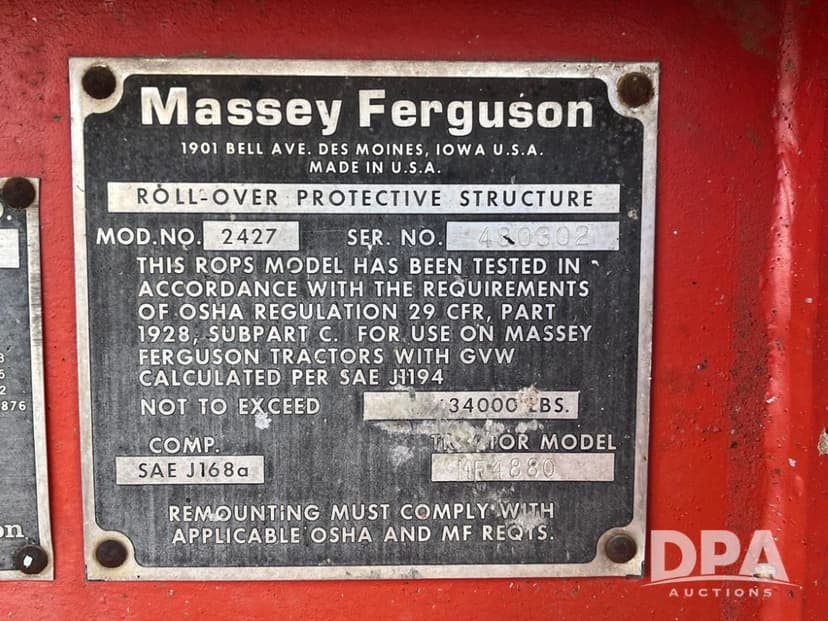 Massey Ferguson
1901 BELL AVE. DES MOINES, IOWA U.S.A.
MADE IN U.S.A.
ROLL-OVER PROTECTIVE STRUCTURE
MOD.NO. 2427 SER. NO. 480302
THIS ROPS MODEL HAS BEEN TESTED IN
ACCORDANCE WITH THE REQUIREMENTS
OF OSHA REGULATION 29 CFR, PART
1928, SUBPART C. FOR USE ON MASSEY
FERGUSON TRACTORS WITH GVW
CALCULATED PER SAE J1194
NOT TO EXCEED 34000 LBS.
COMP. TRACTOR MODEL
SAE J168a MF4880
REMOUNTING MUST COMPLY WITH
APPLICABLE OSHA AND MF REQTS.
876
on
DPA
AUCTIONS